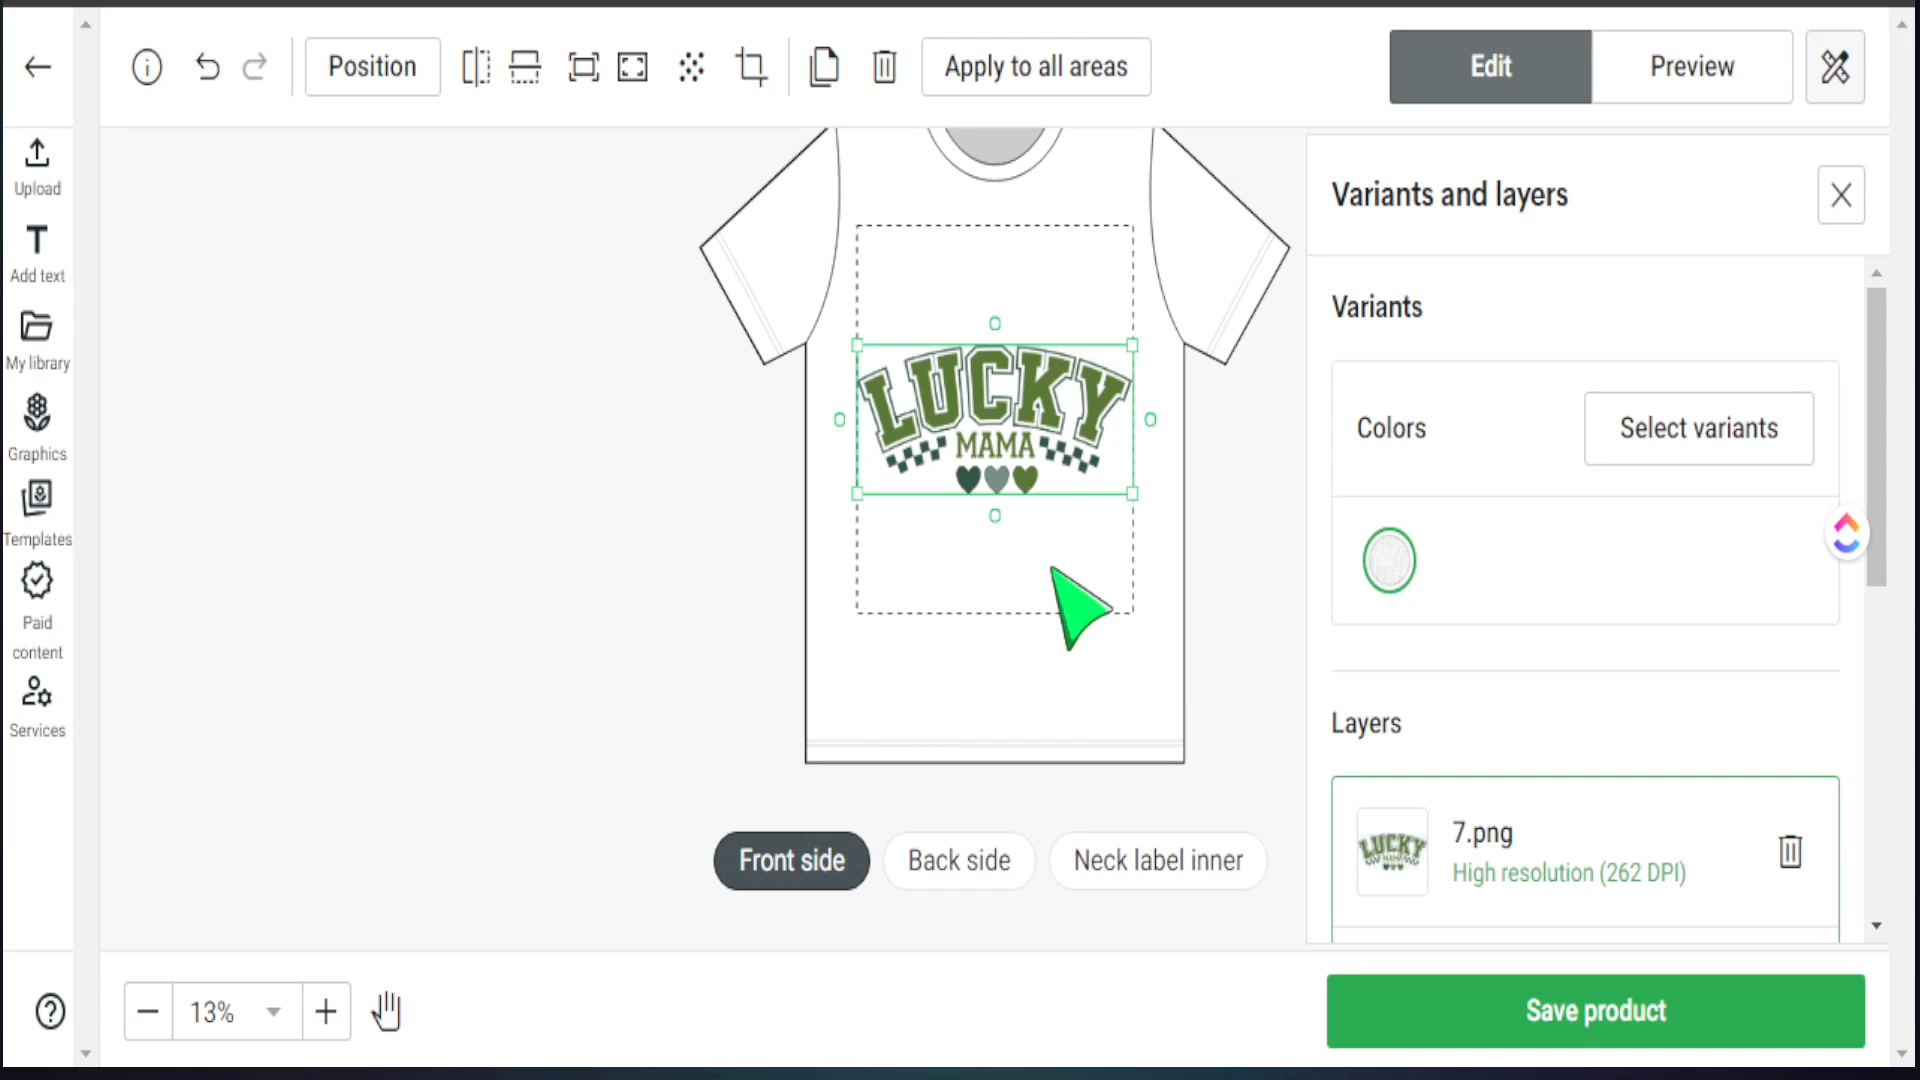 Position
Apply to all areas
Edit
Preview
Upload
Add text
My library
Graphics
Templates
Paid
content
Services
LUCKY
MAMA
Variants and layers
Variants
Colors
Select variants
Layers
LUCKY
MAMA
7.png
High resolution (262 DPI)
Front side
Back side
Neck label inner
13%
Save product